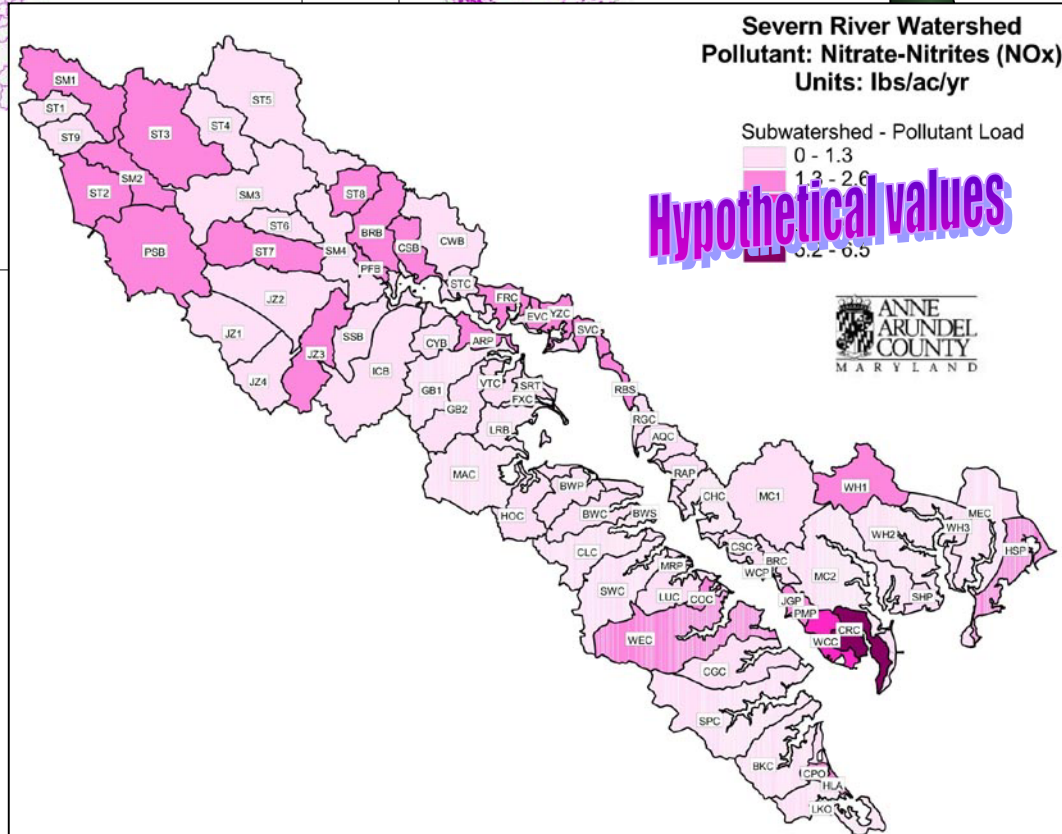 Severn River Watershed
Pollutant: Nitrate-Nitrites (NOx)
Units: lbs/ac/yr
Subwatershed - Pollutant Load
0 - 1.3
1.3 - 2.6
Hypothetical values
5.2 - 6.5
ANNE
ARUNDEL
COUNTY
MARYLAND
SM1
ST5
ST1
ST3
ST4
ST9
SM2
ST2
SM3
ST8
ST6
BRB
CSB
CWB
PSB
ST7
SM4
PFB
STC
JZ2
FRC
EVC
YZC
SVC
JZ1
JZ3
SSB
CYB
ARP
JZ4
ICB
GB1
VTC
SRT
FXC
RBS
GB2
LRB
RGC
AQC
MAC
RAP
BWP
CHC
MC1
WH1
HOC
BWC
BWS
MEC
WH3
WH2
CLC
CSC
HSP
MRP
WCP
BRC
MC2
SWC
LUC
COC
JGP
SHP
PMP
WEC
CRC
WCC
CGC
SPC
BKC
CPO
HLA
LKO